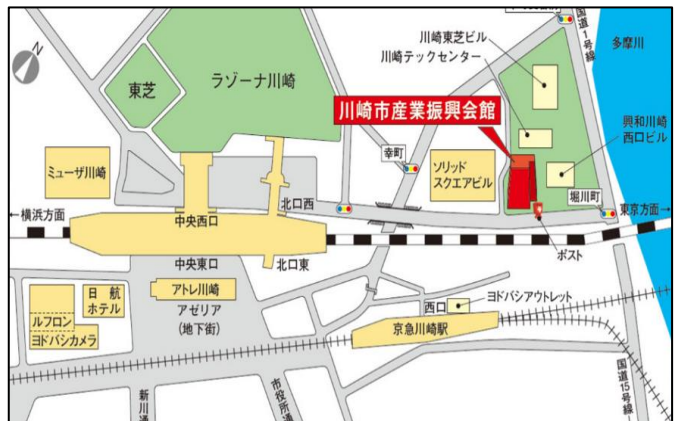 国道1号線
多摩川
川崎東芝ビル
川崎テックセンター
N
東芝
ラゾーナ川崎
川崎市産業振興会館
興和川崎
西口ビル
幸町
ソリッド
スクエアビル
ミューザ川崎
堀川町
北口西
←横浜方面
中央西口
東京方面→
ポスト
中央東口
北口東
アトレ川崎
アゼリア
(地下街)
日航
ホテル
ルフロン
ヨドバシカメラ
西口
ヨドバシアウトレット
京急川崎駅
新川通
市役所通
国道15号線